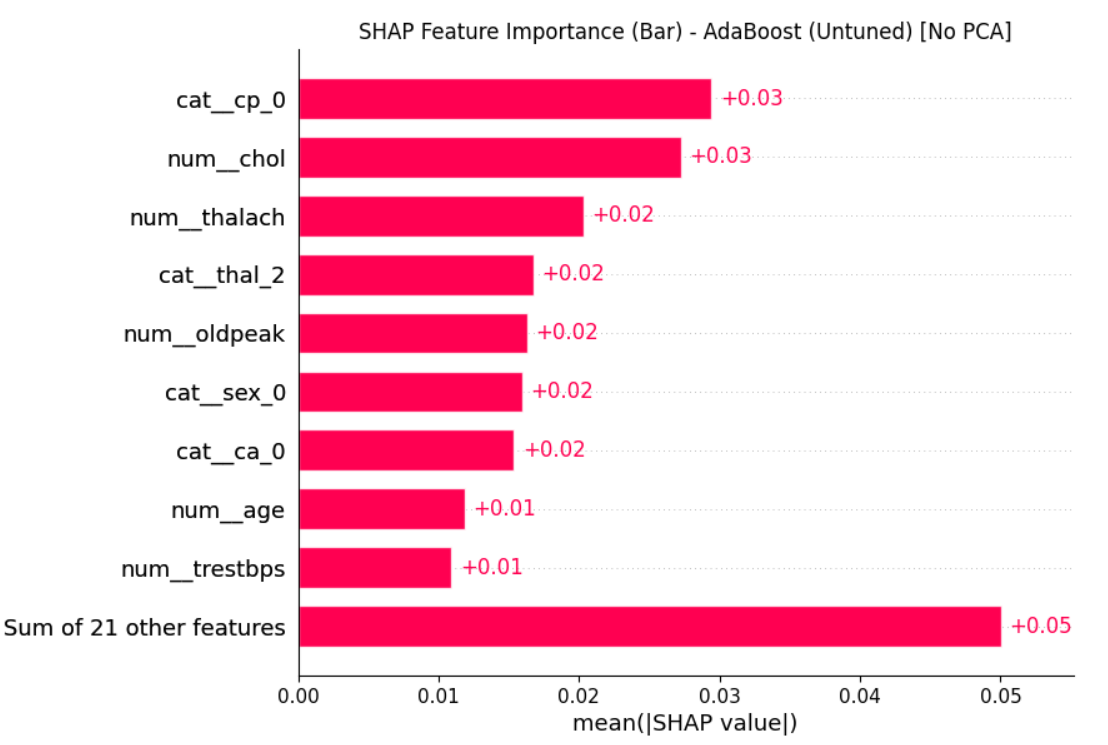 SHAP Feature Importance (Bar) - AdaBoost (Untuned) [No PCA]
cat__cp_0 +0.03
num__chol +0.03
num__thalach +0.02
cat__thal_2 +0.02
num__oldpeak +0.02
cat__sex_0 +0.02
cat__ca_0 +0.02
num__age +0.01
num__trestbps +0.01
Sum of 21 other features +0.05
0.00 0.01 0.02 0.03 0.04 0.05
mean(|SHAP value|)